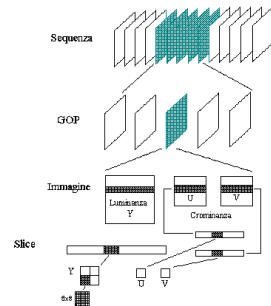 Sequenza
GOP
Immagine
Luminanza
Y
U
V
Crominanza
Slice
Y
8x8
U
V